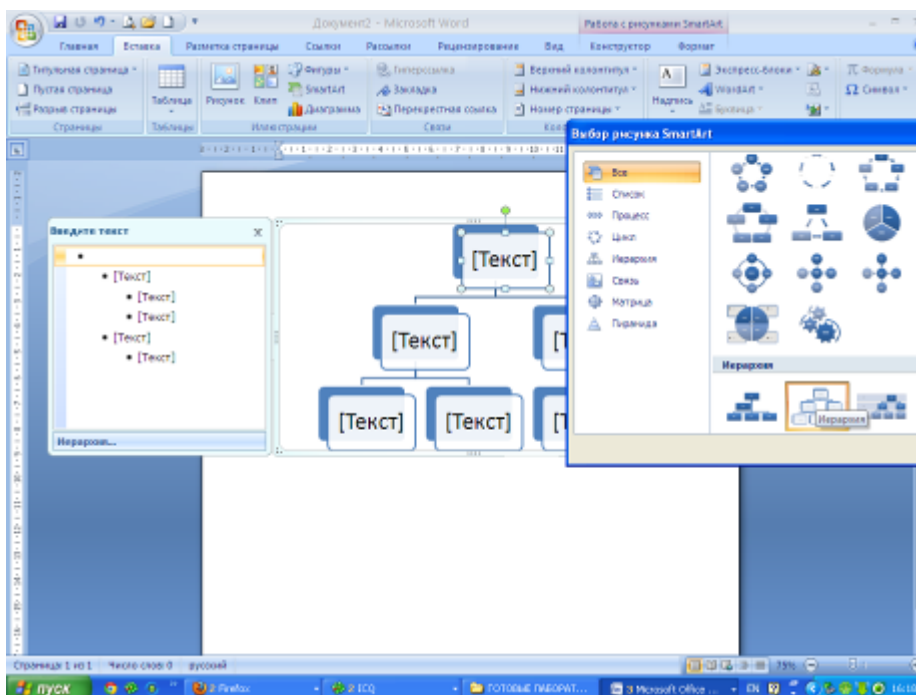 Документ2 - Microsoft Word
Работа с рисунками SmartArt
Главная Вставка Разметка страницы Ссылки Рассылки Рецензирование Вид Конструктор Формат
Титульная страница
Пустая страница
Разрыв страницы
Страницы
Таблица
Таблицы
Рисунок Клип
Фигуры
SmartArt
Диаграмма
Иллюстрации
Гиперссылка
Закладка
Перекрестная ссылка
Связи
Верхний колонтитул
Нижний колонтитул
Номер страницы
Надпись
Экспресс-блоки
WordArt
Буквица
Формула
Символ
Выбор рисунка SmartArt
Все
Список
Процесс
Цикл
Иерархия
Связь
Матрица
Пирамида
Иерархия
Иерархия
Введите текст
[Текст]
[Текст]
[Текст]
[Текст]
[Текст]
Иерархия...
[Текст]
[Текст]
[Текст] [Текст]
Страница: 1 из 1 Число слов: 0 русский
75%
пуск
2 Firefox
2 ICQ
ГОТОВЫЕ ЛАБОРАТ...
3 Microsoft Office ...
EN